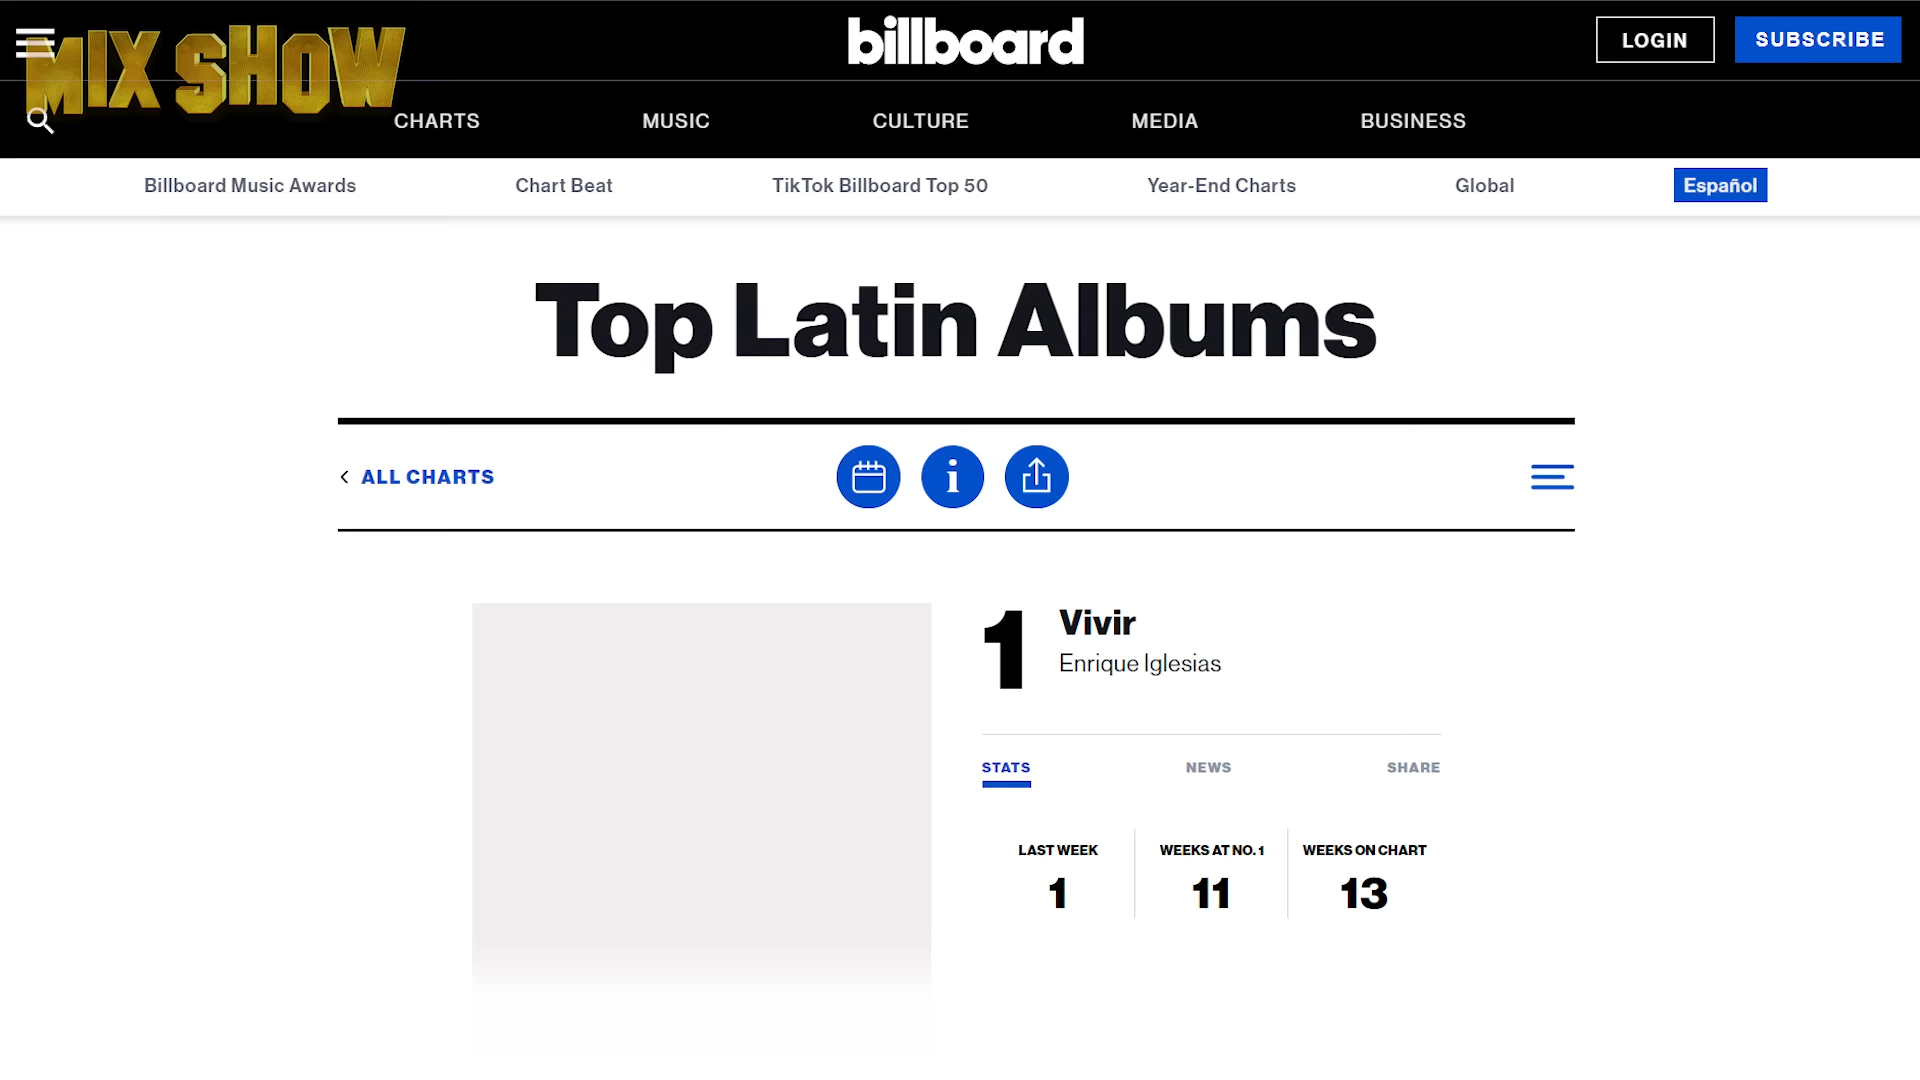 MIX SHOW
billboard
LOGIN
SUBSCRIBE
CHARTS
MUSIC
CULTURE
MEDIA
BUSINESS
Billboard Music Awards
Chart Beat
TikTok Billboard Top 50
Year-End Charts
Global
Español
Top Latin Albums
ALL CHARTS
i
1
Vivir
Enrique Iglesias
STATS
NEWS
SHARE
LAST WEEK
WEEKS AT NO. 1
WEEKS ON CHART
1
11
13